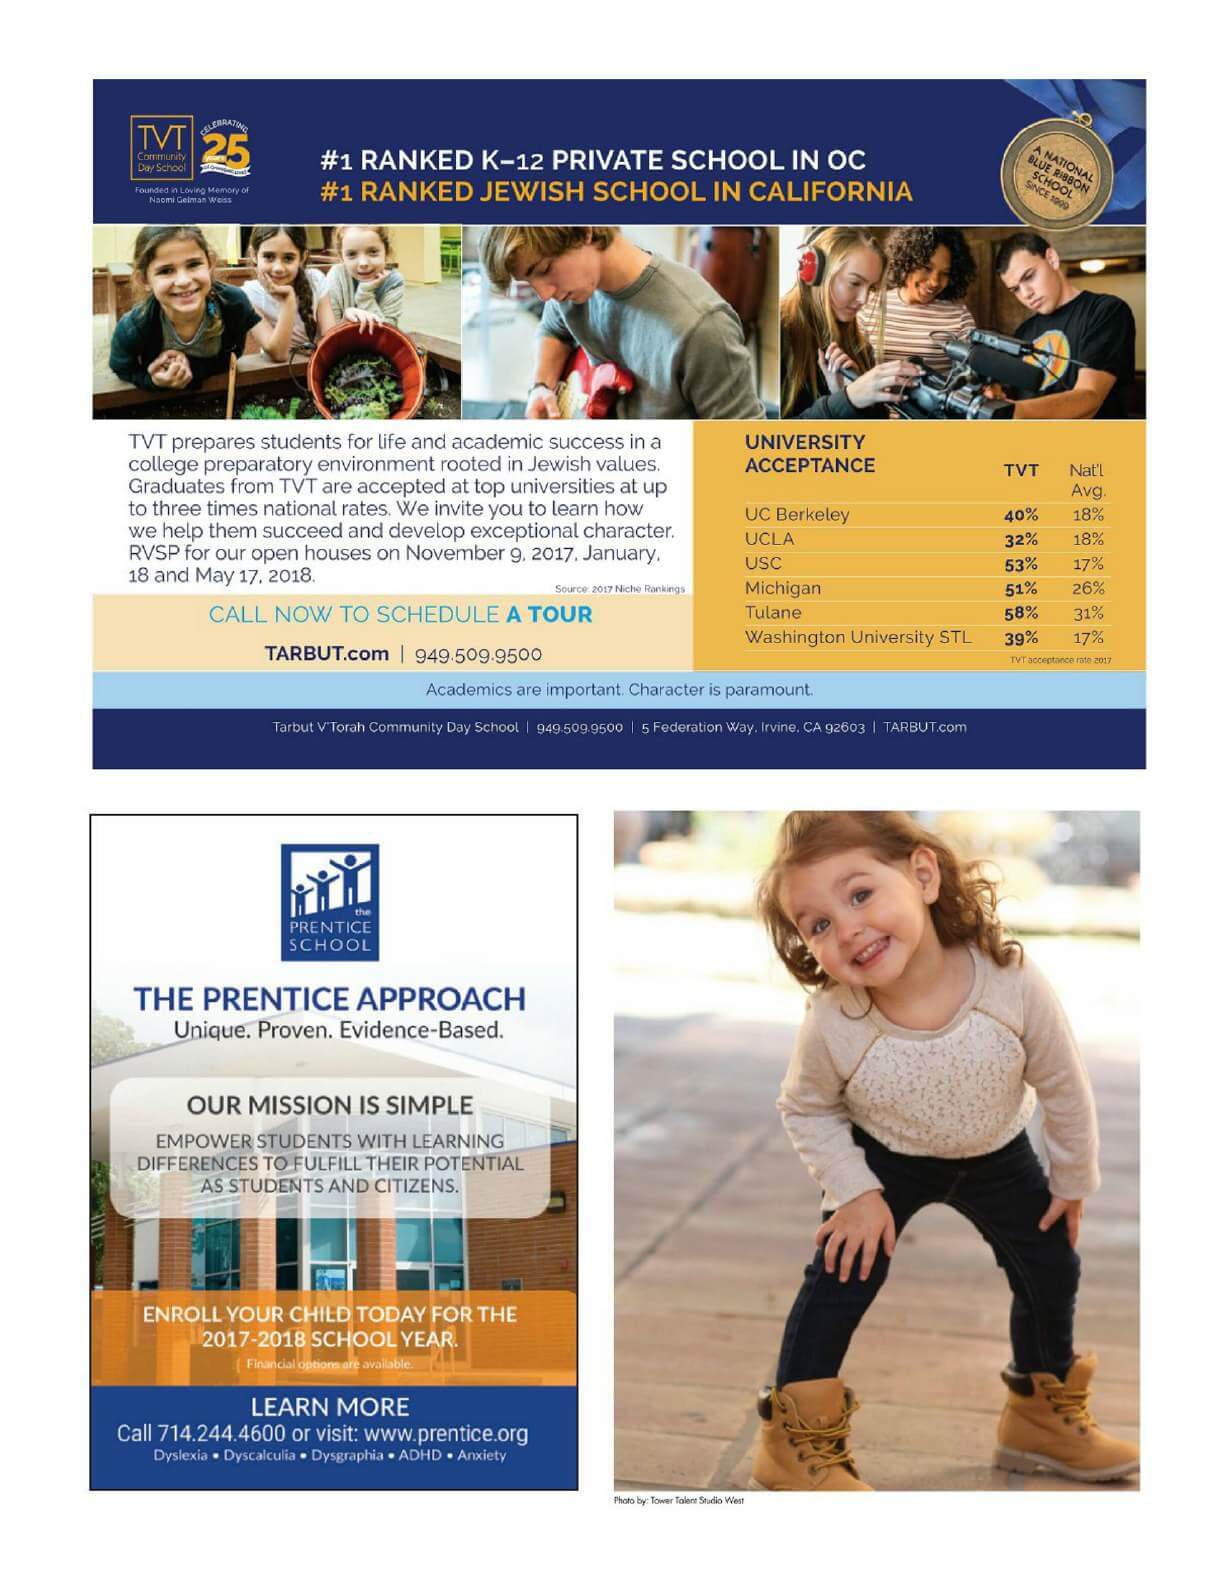 TVT
Community
Day School
CELEBRATING
25
years
Founded in Loving Memory of
Naomi Gelman Weiss
#1 RANKED K–12 PRIVATE SCHOOL IN OC
#1 RANKED JEWISH SCHOOL IN CALIFORNIA
A NATIONAL
BLUE RIBBON
SCHOOL
SINCE 1999
TVT prepares students for life and academic success in a
college preparatory environment rooted in Jewish values.
Graduates from TVT are accepted at top universities at up
to three times national rates. We invite you to learn how
we help them succeed and develop exceptional character.
RVSP for our open houses on November 9, 2017, January,
18 and May 17, 2018.
Source: 2017 Niche Rankings
CALL NOW TO SCHEDULE A TOUR
TARBUT.com | 949.509.9500
UNIVERSITY
ACCEPTANCE TVT Nat'l
Avg.
UC Berkeley 40% 18%
UCLA 32% 18%
USC 53% 17%
Michigan 51% 26%
Tulane 58% 31%
Washington University STL 39% 17%
TVT acceptance rate 2017
Academics are important. Character is paramount.
Tarbut V'Torah Community Day School | 949.509.9500 | 5 Federation Way, Irvine, CA 92603 | TARBUT.com
the
PRENTICE
SCHOOL
THE PRENTICE APPROACH
Unique. Proven. Evidence-Based.
OUR MISSION IS SIMPLE
EMPOWER STUDENTS WITH LEARNING
DIFFERENCES TO FULFILL THEIR POTENTIAL
AS STUDENTS AND CITIZENS.
ENROLL YOUR CHILD TODAY FOR THE
2017-2018 SCHOOL YEAR.
Financial options are available.
LEARN MORE
Call 714.244.4600 or visit: www.prentice.org
Dyslexia • Dyscalculia • Dysgraphia • ADHD • Anxiety
Photo by: Tower Talent Studio West